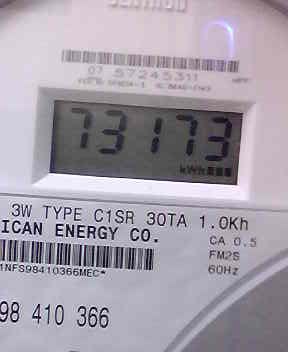 07 57245311
73173
kWh
3W TYPE C1SR 30TA 1.0Kh
ICAN ENERGY CO.
CA 0.5
FM2S
60Hz
1NFS98410366MEC*
98 410 366